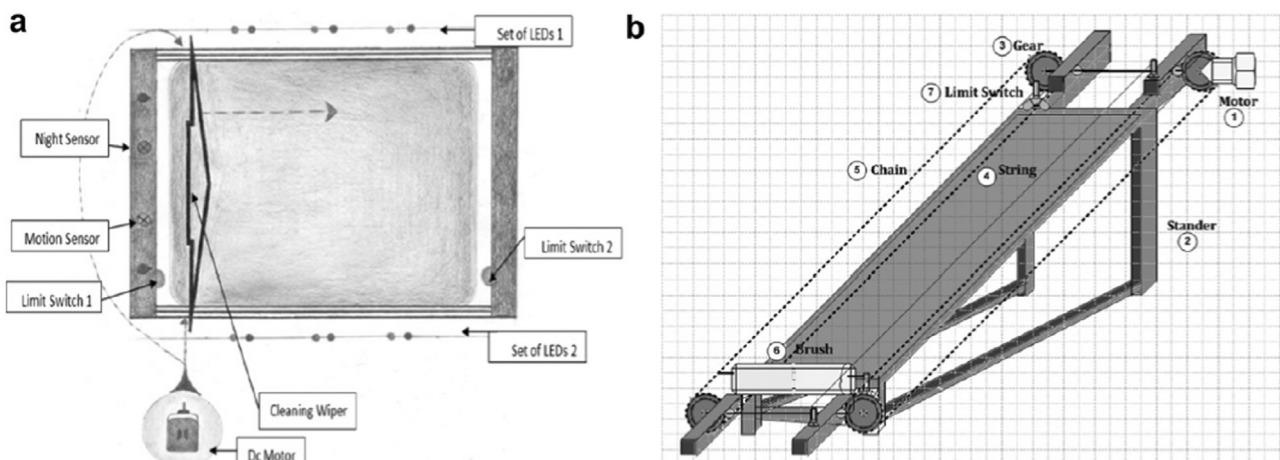 a
Set of LEDs 1
Night Sensor
Motion Sensor
Limit Switch 1
Limit Switch 2
Set of LEDs 2
Cleaning Wiper
Dc Motor
b
3 Gear
7 Limit Switch
Motor
1
5 Chain
4 String
Stander
2
6 Brush